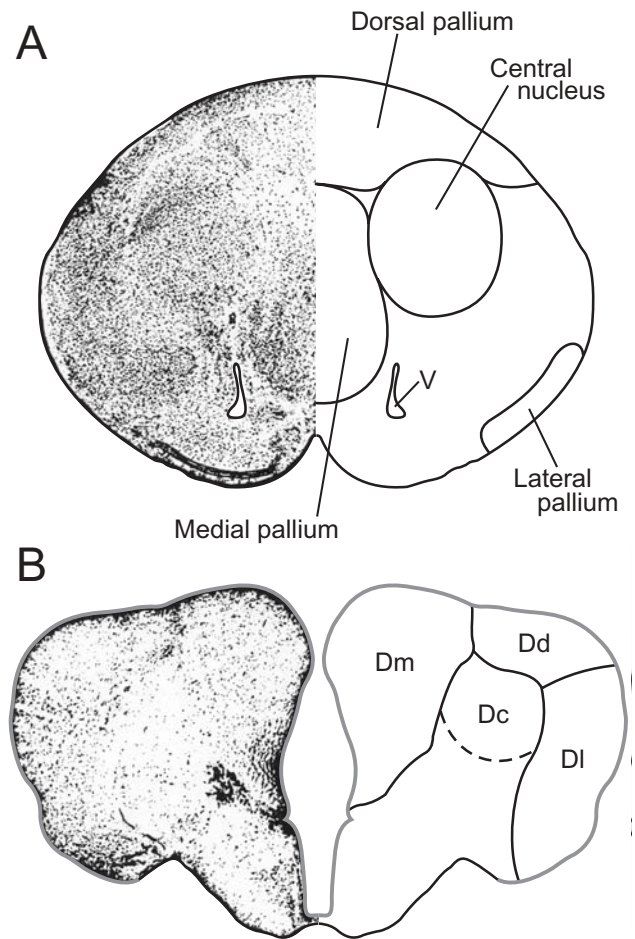 A
Dorsal pallium
Central
nucleus
V
Lateral
pallium
Medial pallium
B
Dm
Dd
Dc
Dl